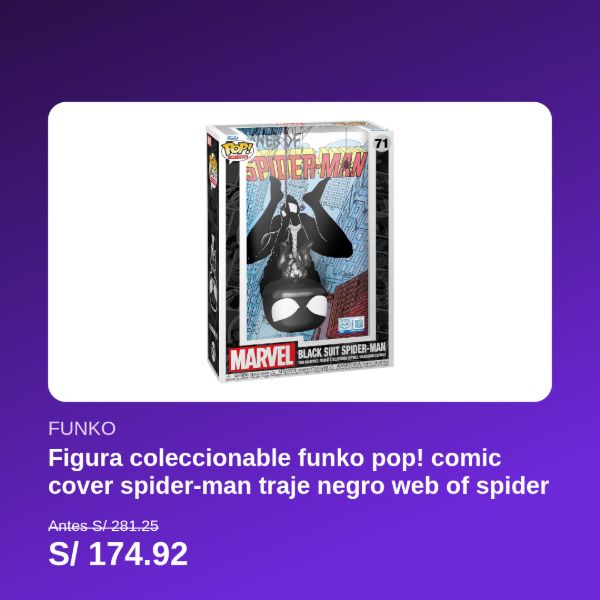 Funko
POP!
WEB OF
SPIDER-MAN
71
MARVEL
BLACK SUIT SPIDER-MAN
FUNKO
Figura coleccionable funko pop! comic
cover spider-man traje negro web of spider
Antes S/ 281.25
S/ 174.92